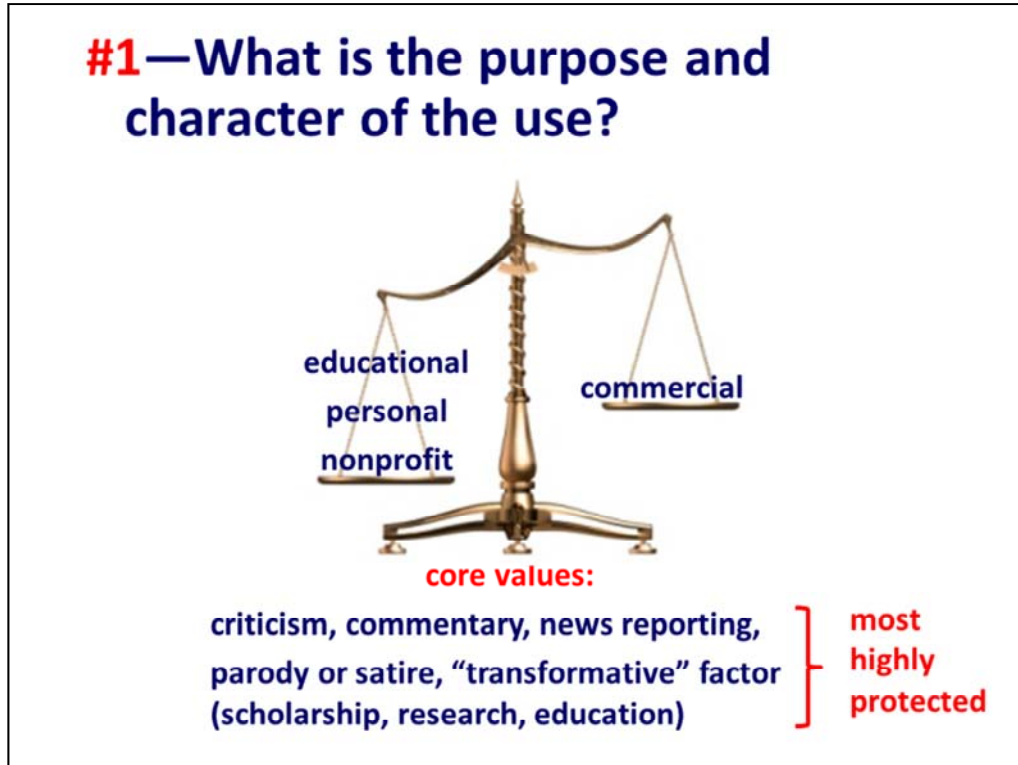 #1—What is the purpose and
character of the use?
educational
personal
nonprofit
commercial
core values:
criticism, commentary, news reporting,
parody or satire, “transformative” factor
(scholarship, research, education)
most
highly
protected